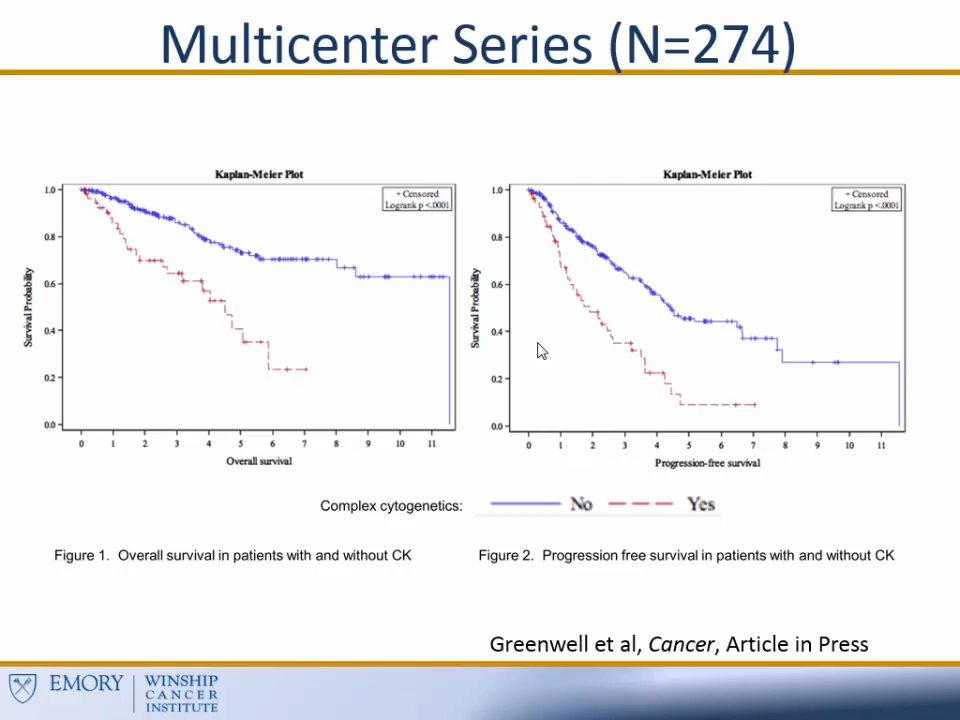 Multicenter Series (N=274)
Kaplan-Meier Plot
+ Censored
Logrank p <.0001
1.0
0.8
0.6
0.4
0.2
0.0
Survival Probability
0 1 2 3 4 5 6 7 8 9 10 11
Overall survival
Kaplan-Meier Plot
+ Censored
Logrank p <.0001
1.0
0.8
0.6
0.4
0.2
0.0
Survival Probability
0 1 2 3 4 5 6 7 8 9 10 11
Progression-free survival
Complex cytogenetics: No Yes
Figure 1. Overall survival in patients with and without CK
Figure 2. Progression free survival in patients with and without CK
Greenwell et al, Cancer, Article in Press
EMORY
WINSHIP
CANCER
INSTITUTE